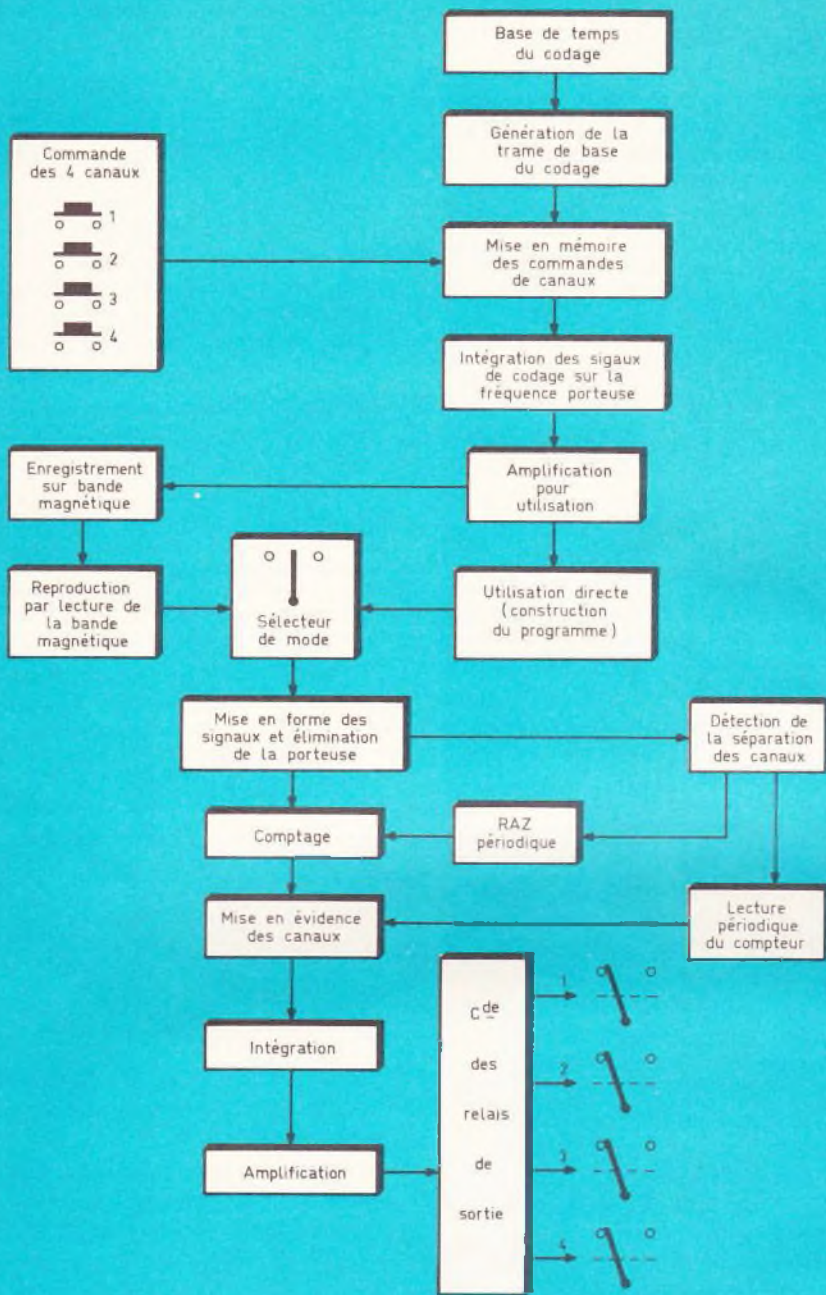 Base de temps
du codage
Génération de la
trame de base
du codage
Commande
des 4 canaux
1
2
3
4
Mise en mémoire
des commandes
de canaux
Intégration des sigaux
de codage sur la
fréquence porteuse
Enregistrement
sur bande
magnétique
Amplification
pour
utilisation
Reproduction
par lecture de
la bande
magnétique
Sélecteur
de mode
Utilisation directe
(construction
du programme)
Mise en forme des
signaux et élimination
de la porteuse
Détection de
la séparation
des canaux
Comptage
RAZ
périodique
Mise en évidence
des canaux
Lecture
périodique
du compteur
Intégration
Amplification
Cde
des
relais
de
sortie
1
2
3
4